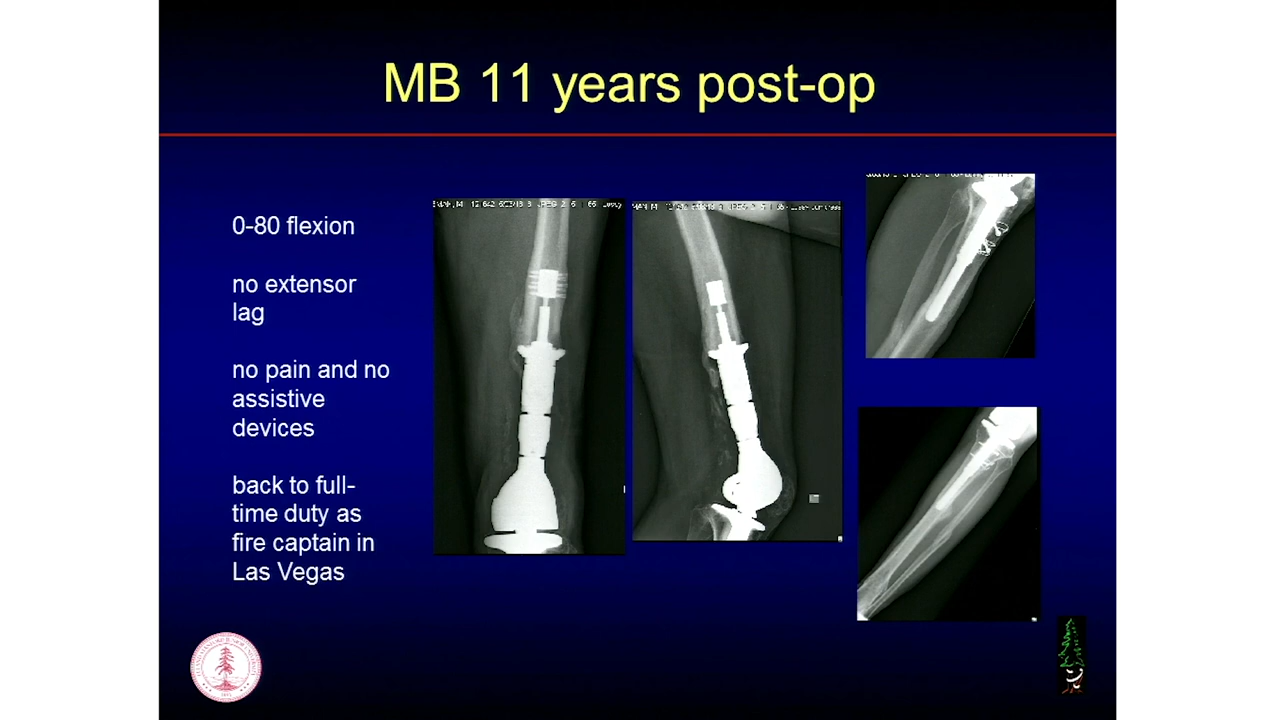 MB 11 years post-op
0-80 flexion
no extensor
lag
no pain and no
assistive
devices
back to full-
time duty as
fire captain in
Las Vegas